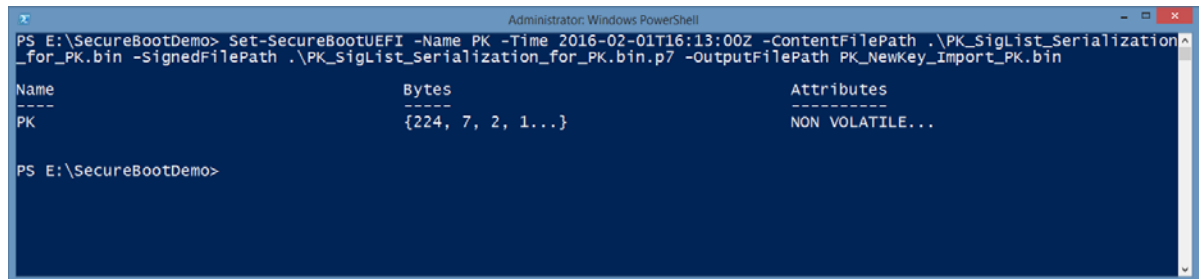 Administrator: Windows PowerShell
PS E:\SecureBootDemo> Set-SecureBootUEFI -Name PK -Time 2016-02-01T16:13:00Z -ContentFilePath .\PK_SigList_Serialization
_for_PK.bin -SignedFilePath .\PK_SigList_Serialization_for_PK.bin.p7 -OutputFilePath PK_NewKey_Import_PK.bin
Name Bytes Attributes
---- ----- ----------
PK {224, 7, 2, 1...} NON VOLATILE...
PS E:\SecureBootDemo>